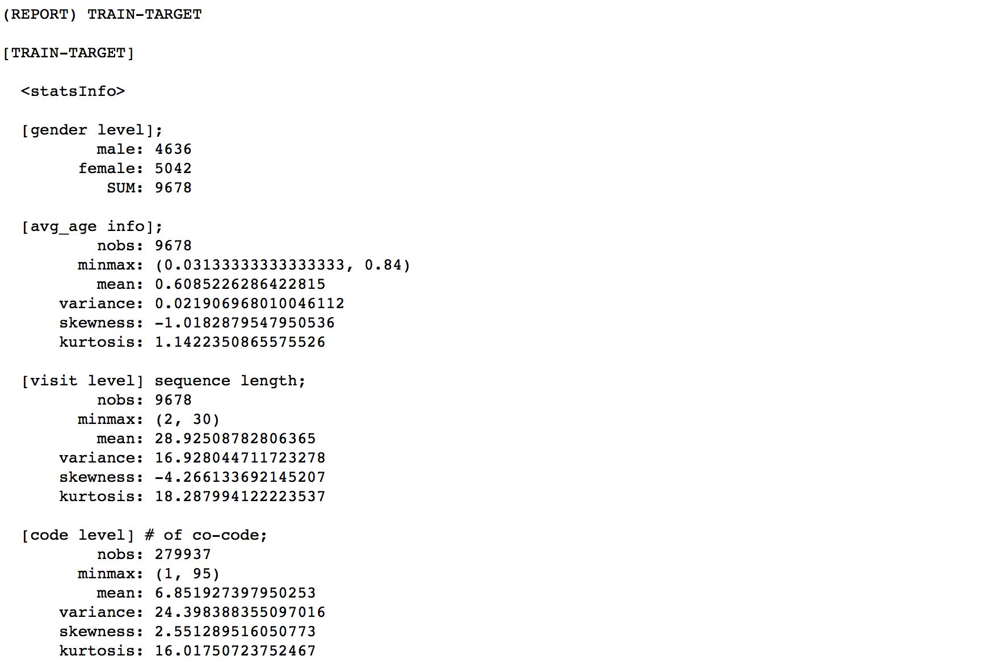 (REPORT) TRAIN-TARGET
[TRAIN-TARGET]
<statsInfo>
[gender level];
male: 4636
female: 5042
SUM: 9678
[avg_age info];
nobs: 9678
minmax: (0.03133333333333333, 0.84)
mean: 0.6085226286422815
variance: 0.021906968010046112
skewness: -1.0182879547950536
kurtosis: 1.1422350865575526
[visit level] sequence length;
nobs: 9678
minmax: (2, 30)
mean: 28.92508782806365
variance: 16.928044711723278
skewness: -4.266133692145207
kurtosis: 18.287994122223537
[code level] # of co-code;
nobs: 279937
minmax: (1, 95)
mean: 6.851927397950253
variance: 24.398388355097016
skewness: 2.551289516050773
kurtosis: 16.01750723752467